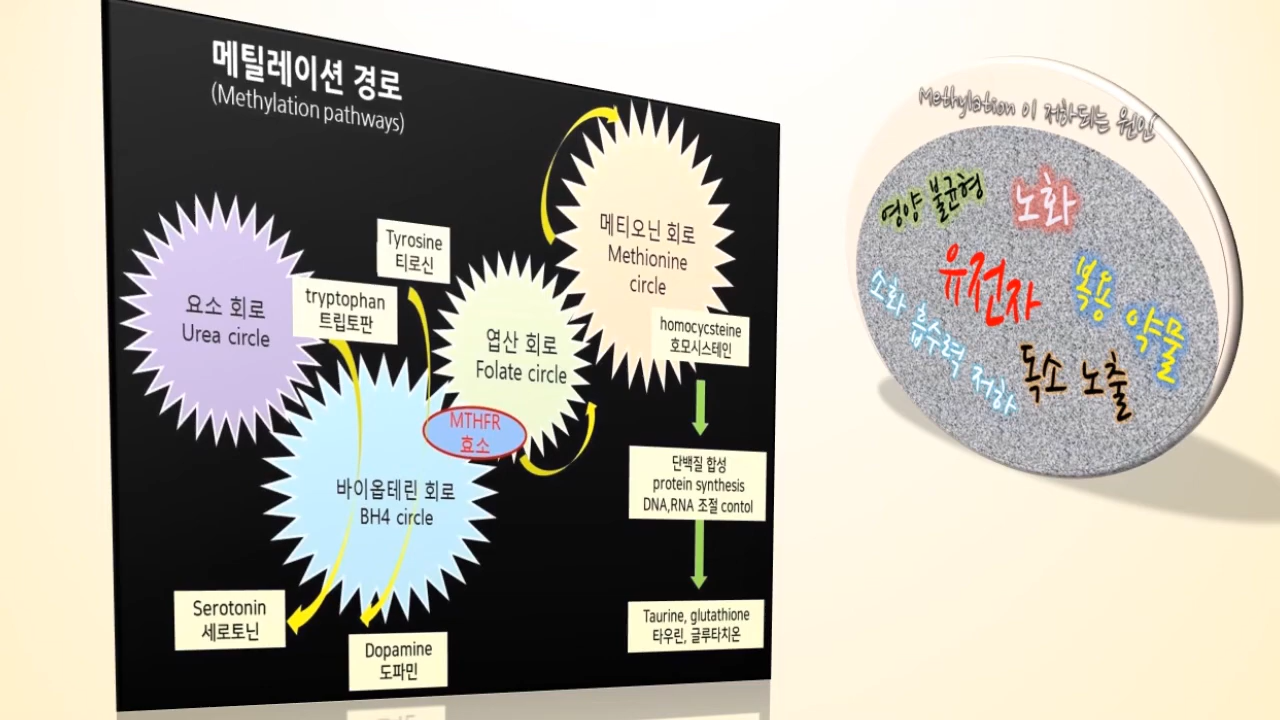 메틸레이션 경로
(Methylation pathways)
요소 회로
Urea circle
tryptophan
트립토판
Tyrosine
티로신
엽산 회로
Folate circle
메티오닌 회로
Methionine
circle
homocycsteine
호모시스테인
MTHFR
효소
바이옵테린 회로
BH4 circle
단백질 합성
protein synthesis
DNA,RNA 조절 contol
Serotonin
세로토닌
Dopamine
도파민
Taurine, glutathione
타우린, 글루타치온
Methylation 이 저하되는 원인
영양 불균형
노화
유전자
복용 약물
소화 흡수력 저하
독소 노출